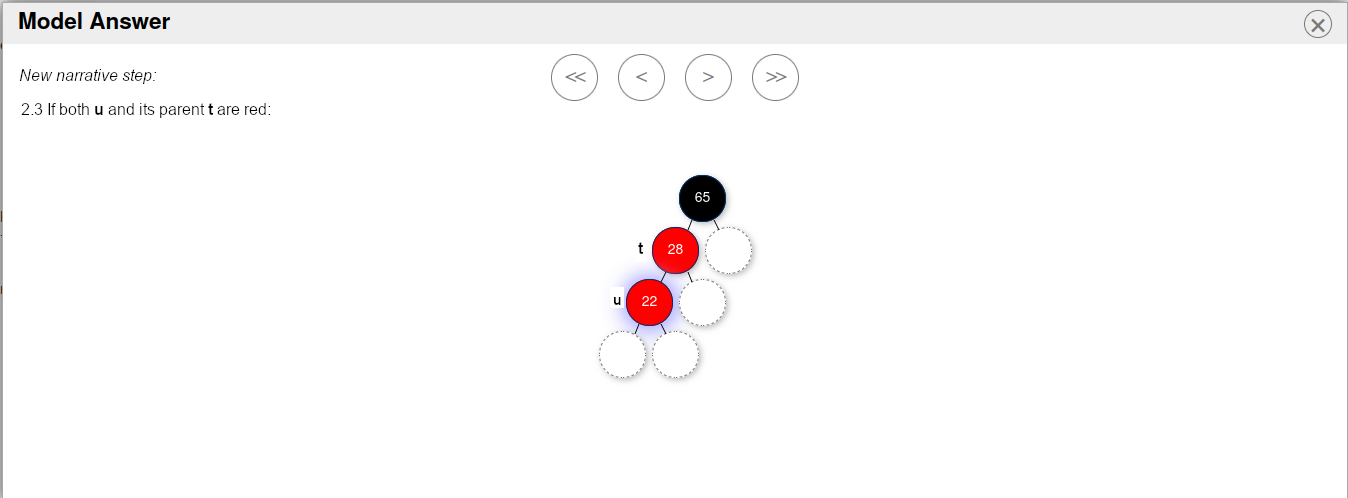 Model Answer
New narrative step:
<< < > >>
2.3 If both u and its parent t are red:
65
t 28
u 22